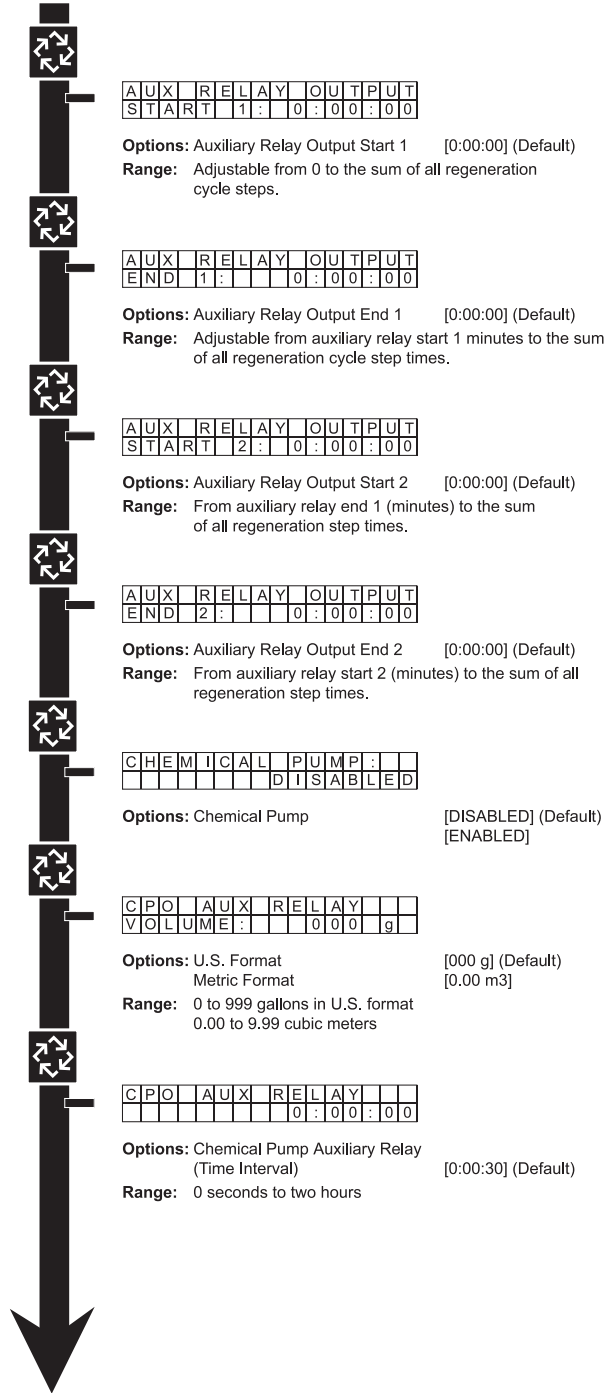 AUX RELAY OUTPUT
START 1: 0:00:00
Options: Auxiliary Relay Output Start 1 [0:00:00] (Default)
Range: Adjustable from 0 to the sum of all regeneration
cycle steps.
AUX RELAY OUTPUT
END 1: 0:00:00
Options: Auxiliary Relay Output End 1 [0:00:00] (Default)
Range: Adjustable from auxiliary relay start 1 minutes to the sum
of all regeneration cycle step times.
AUX RELAY OUTPUT
START 2: 0:00:00
Options: Auxiliary Relay Output Start 2 [0:00:00] (Default)
Range: From auxiliary relay end 1 (minutes) to the sum
of all regeneration step times.
AUX RELAY OUTPUT
END 2: 0:00:00
Options: Auxiliary Relay Output End 2 [0:00:00] (Default)
Range: From auxiliary relay start 2 (minutes) to the sum of all
regeneration step times.
CHEMICAL PUMP:
DISABLED
Options: Chemical Pump [DISABLED] (Default)
[ENABLED]
CPO AUX RELAY
VOLUME: 000 g
Options: U.S. Format [000 g] (Default)
Metric Format [0.00 m3]
Range: 0 to 999 gallons in U.S. format
0.00 to 9.99 cubic meters
CPO AUX RELAY
0:00:00
Options: Chemical Pump Auxiliary Relay
(Time Interval) [0:00:30] (Default)
Range: 0 seconds to two hours